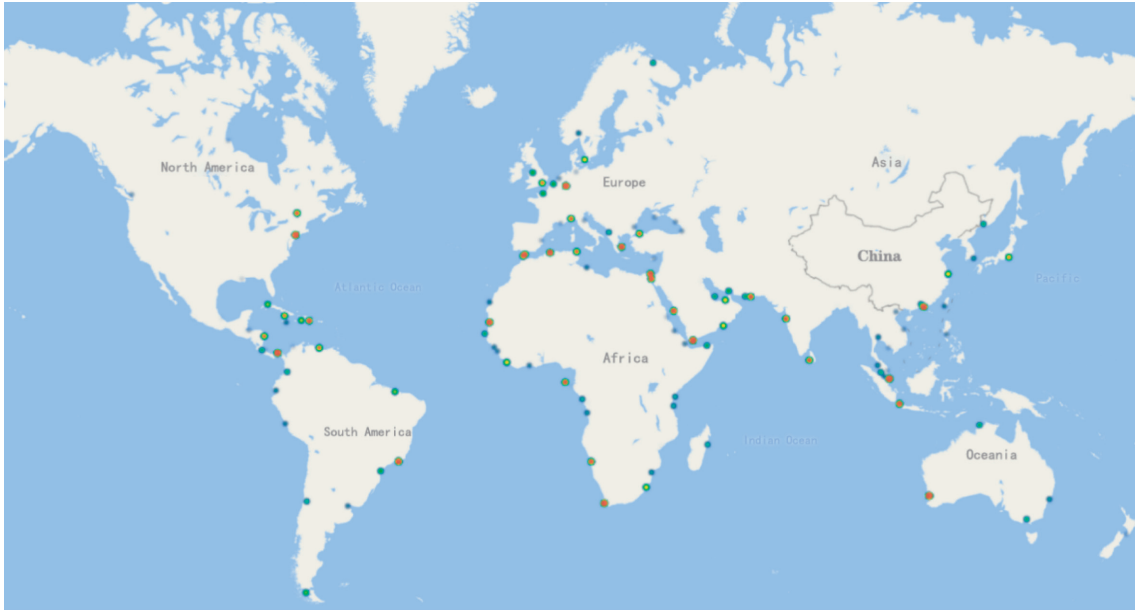 North America
Asia
Europe
China
Pacific
Atlantic Ocean
Africa
South America
Indian Ocean
Oceania